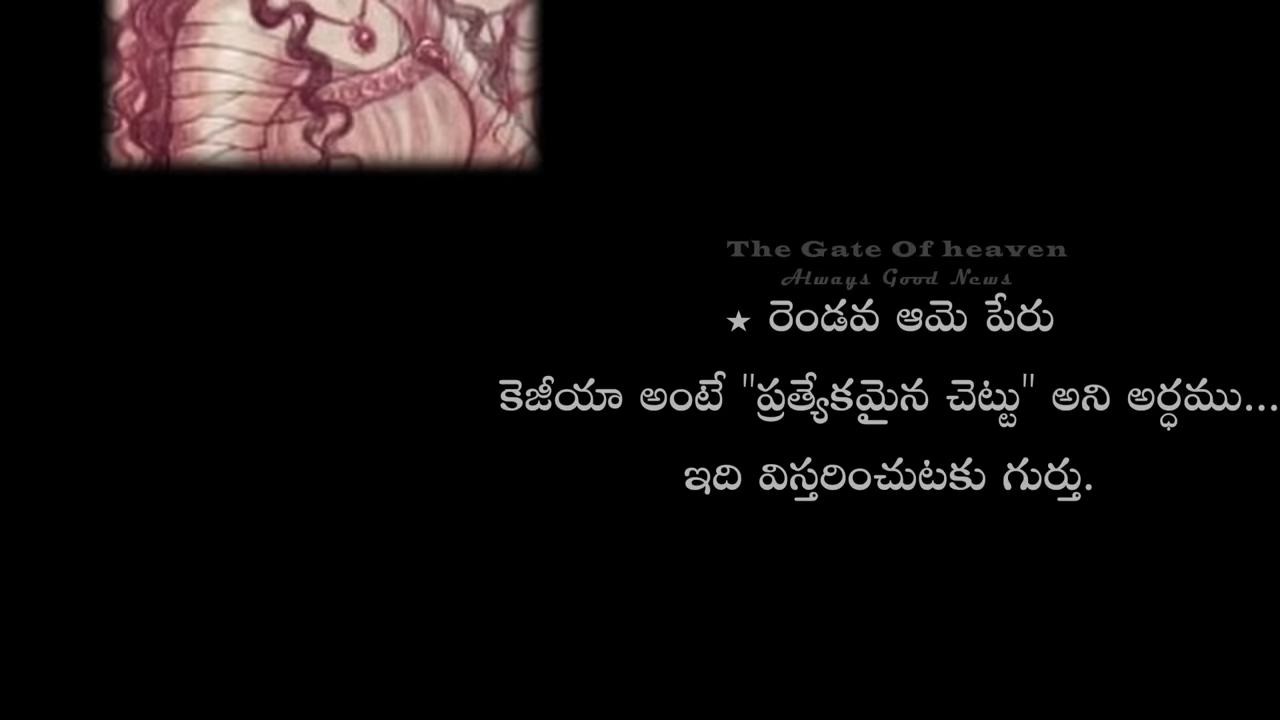 The Gate Of heaven
Always Good News
★ రెండవ ఆమె పేరు
కెజీయా అంటే "ప్రత్యేకమైన చెట్టు" అని అర్ధము...
ఇది విస్తరించుటకు గుర్తు.